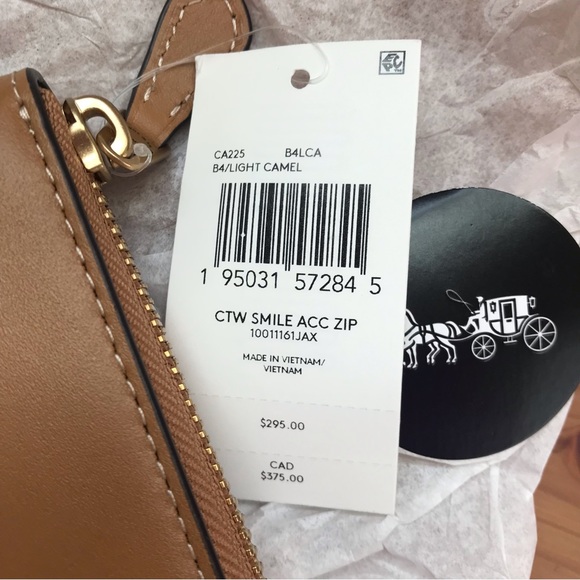 CA225 B4LCA
B4/LIGHT CAMEL
1 95031 57284 5
CTW SMILE ACC ZIP
10011161JAX
MADE IN VIETNAM/
VIETNAM
$295.00
CAD
$375.00